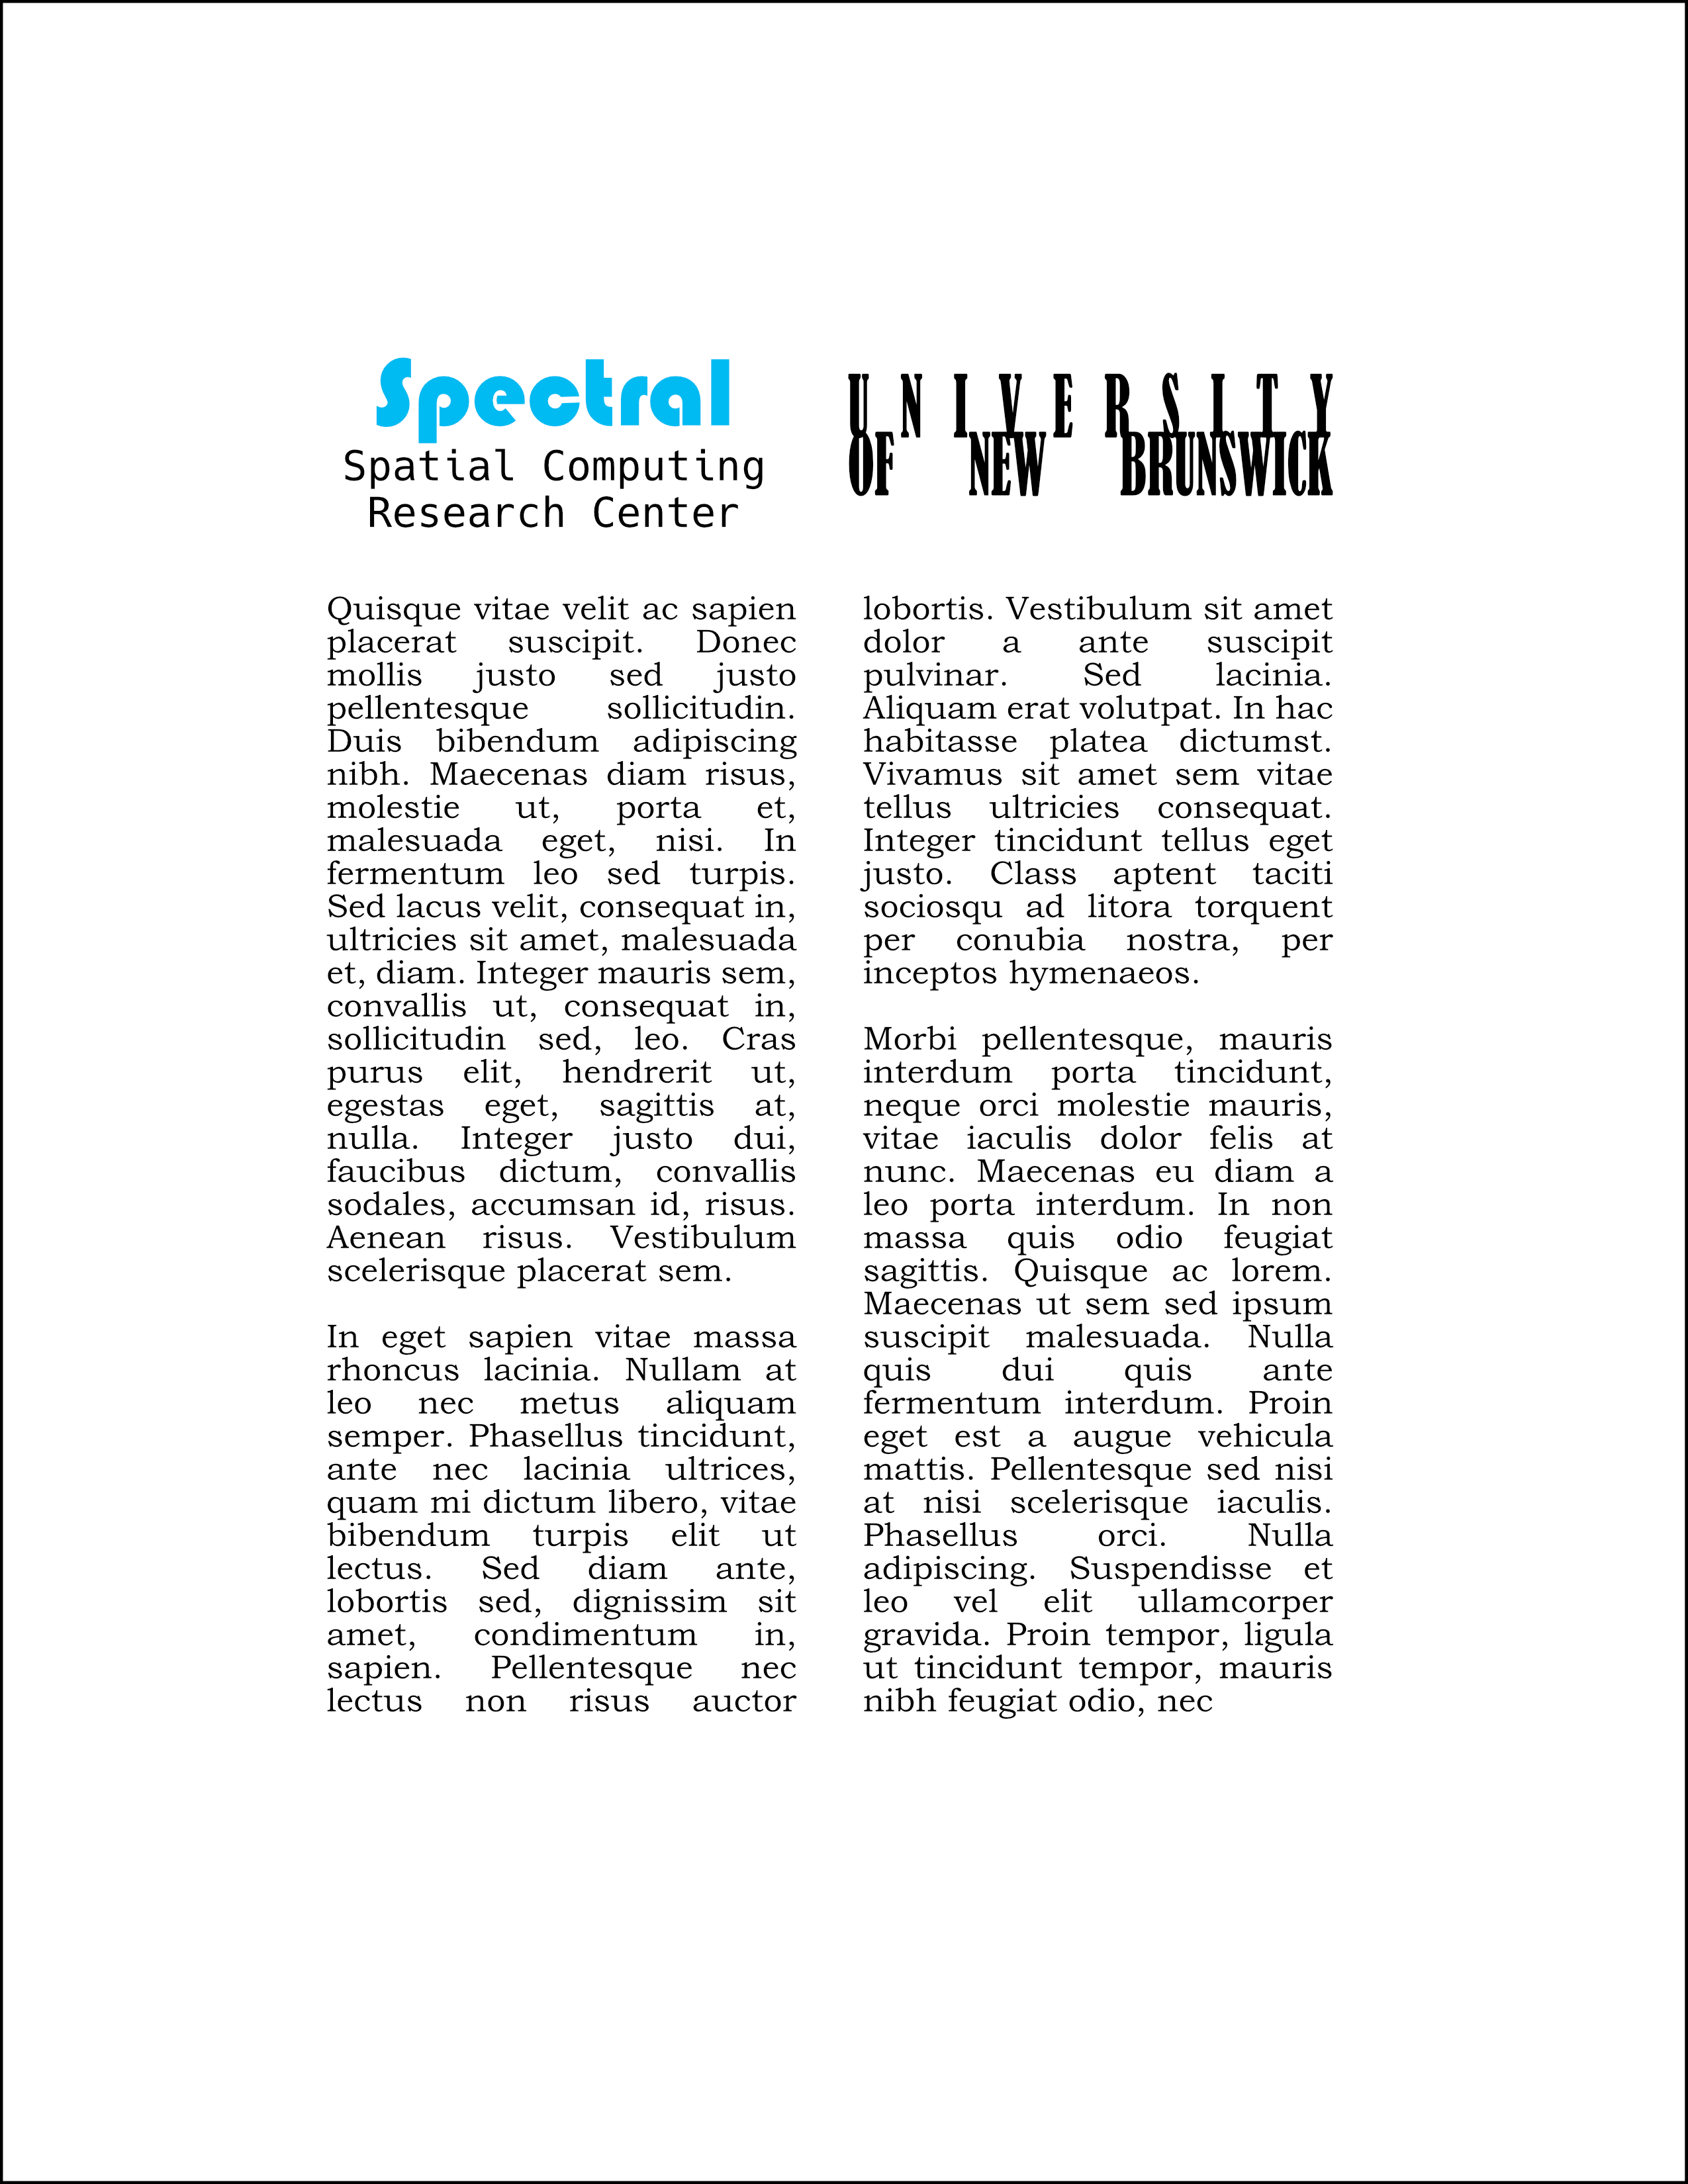 Spectral
Spatial Computing
Research Center
UNIVERSITY
OF NEW BRUNSWICK
Quisque vitae velit ac sapien
placerat suscipit. Donec
mollis justo sed justo
pellentesque sollicitudin.
Duis bibendum adipiscing
nibh. Maecenas diam risus,
molestie ut, porta et,
malesuada eget, nisi. In
fermentum leo sed turpis.
Sed lacus velit, consequat in,
ultricies sit amet, malesuada
et, diam. Integer mauris sem,
convallis ut, consequat in,
sollicitudin sed, leo. Cras
purus elit, hendrerit ut,
egestas eget, sagittis at,
nulla. Integer justo dui,
faucibus dictum, convallis
sodales, accumsan id, risus.
Aenean risus. Vestibulum
scelerisque placerat sem.
In eget sapien vitae massa
rhoncus lacinia. Nullam at
leo nec metus aliquam
semper. Phasellus tincidunt,
ante nec lacinia ultrices,
quam mi dictum libero, vitae
bibendum turpis elit ut
lectus. Sed diam ante,
lobortis sed, dignissim sit
amet, condimentum in,
sapien. Pellentesque nec
lectus non risus auctor
lobortis. Vestibulum sit amet
dolor a ante suscipit
pulvinar. Sed lacinia.
Aliquam erat volutpat. In hac
habitasse platea dictumst.
Vivamus sit amet sem vitae
tellus ultricies consequat.
Integer tincidunt tellus eget
justo. Class aptent taciti
sociosqu ad litora torquent
per conubia nostra, per
inceptos hymenaeos.
Morbi pellentesque, mauris
interdum porta tincidunt,
neque orci molestie mauris,
vitae iaculis dolor felis at
nunc. Maecenas eu diam a
leo porta interdum. In non
massa quis odio feugiat
sagittis. Quisque ac lorem.
Maecenas ut sem sed ipsum
suscipit malesuada. Nulla
quis dui quis ante
fermentum interdum. Proin
eget est a augue vehicula
mattis. Pellentesque sed nisi
at nisi scelerisque iaculis.
Phasellus orci. Nulla
adipiscing. Suspendisse et
leo vel elit ullamcorper
gravida. Proin tempor, ligula
ut tincidunt tempor, mauris
nibh feugiat odio, nec